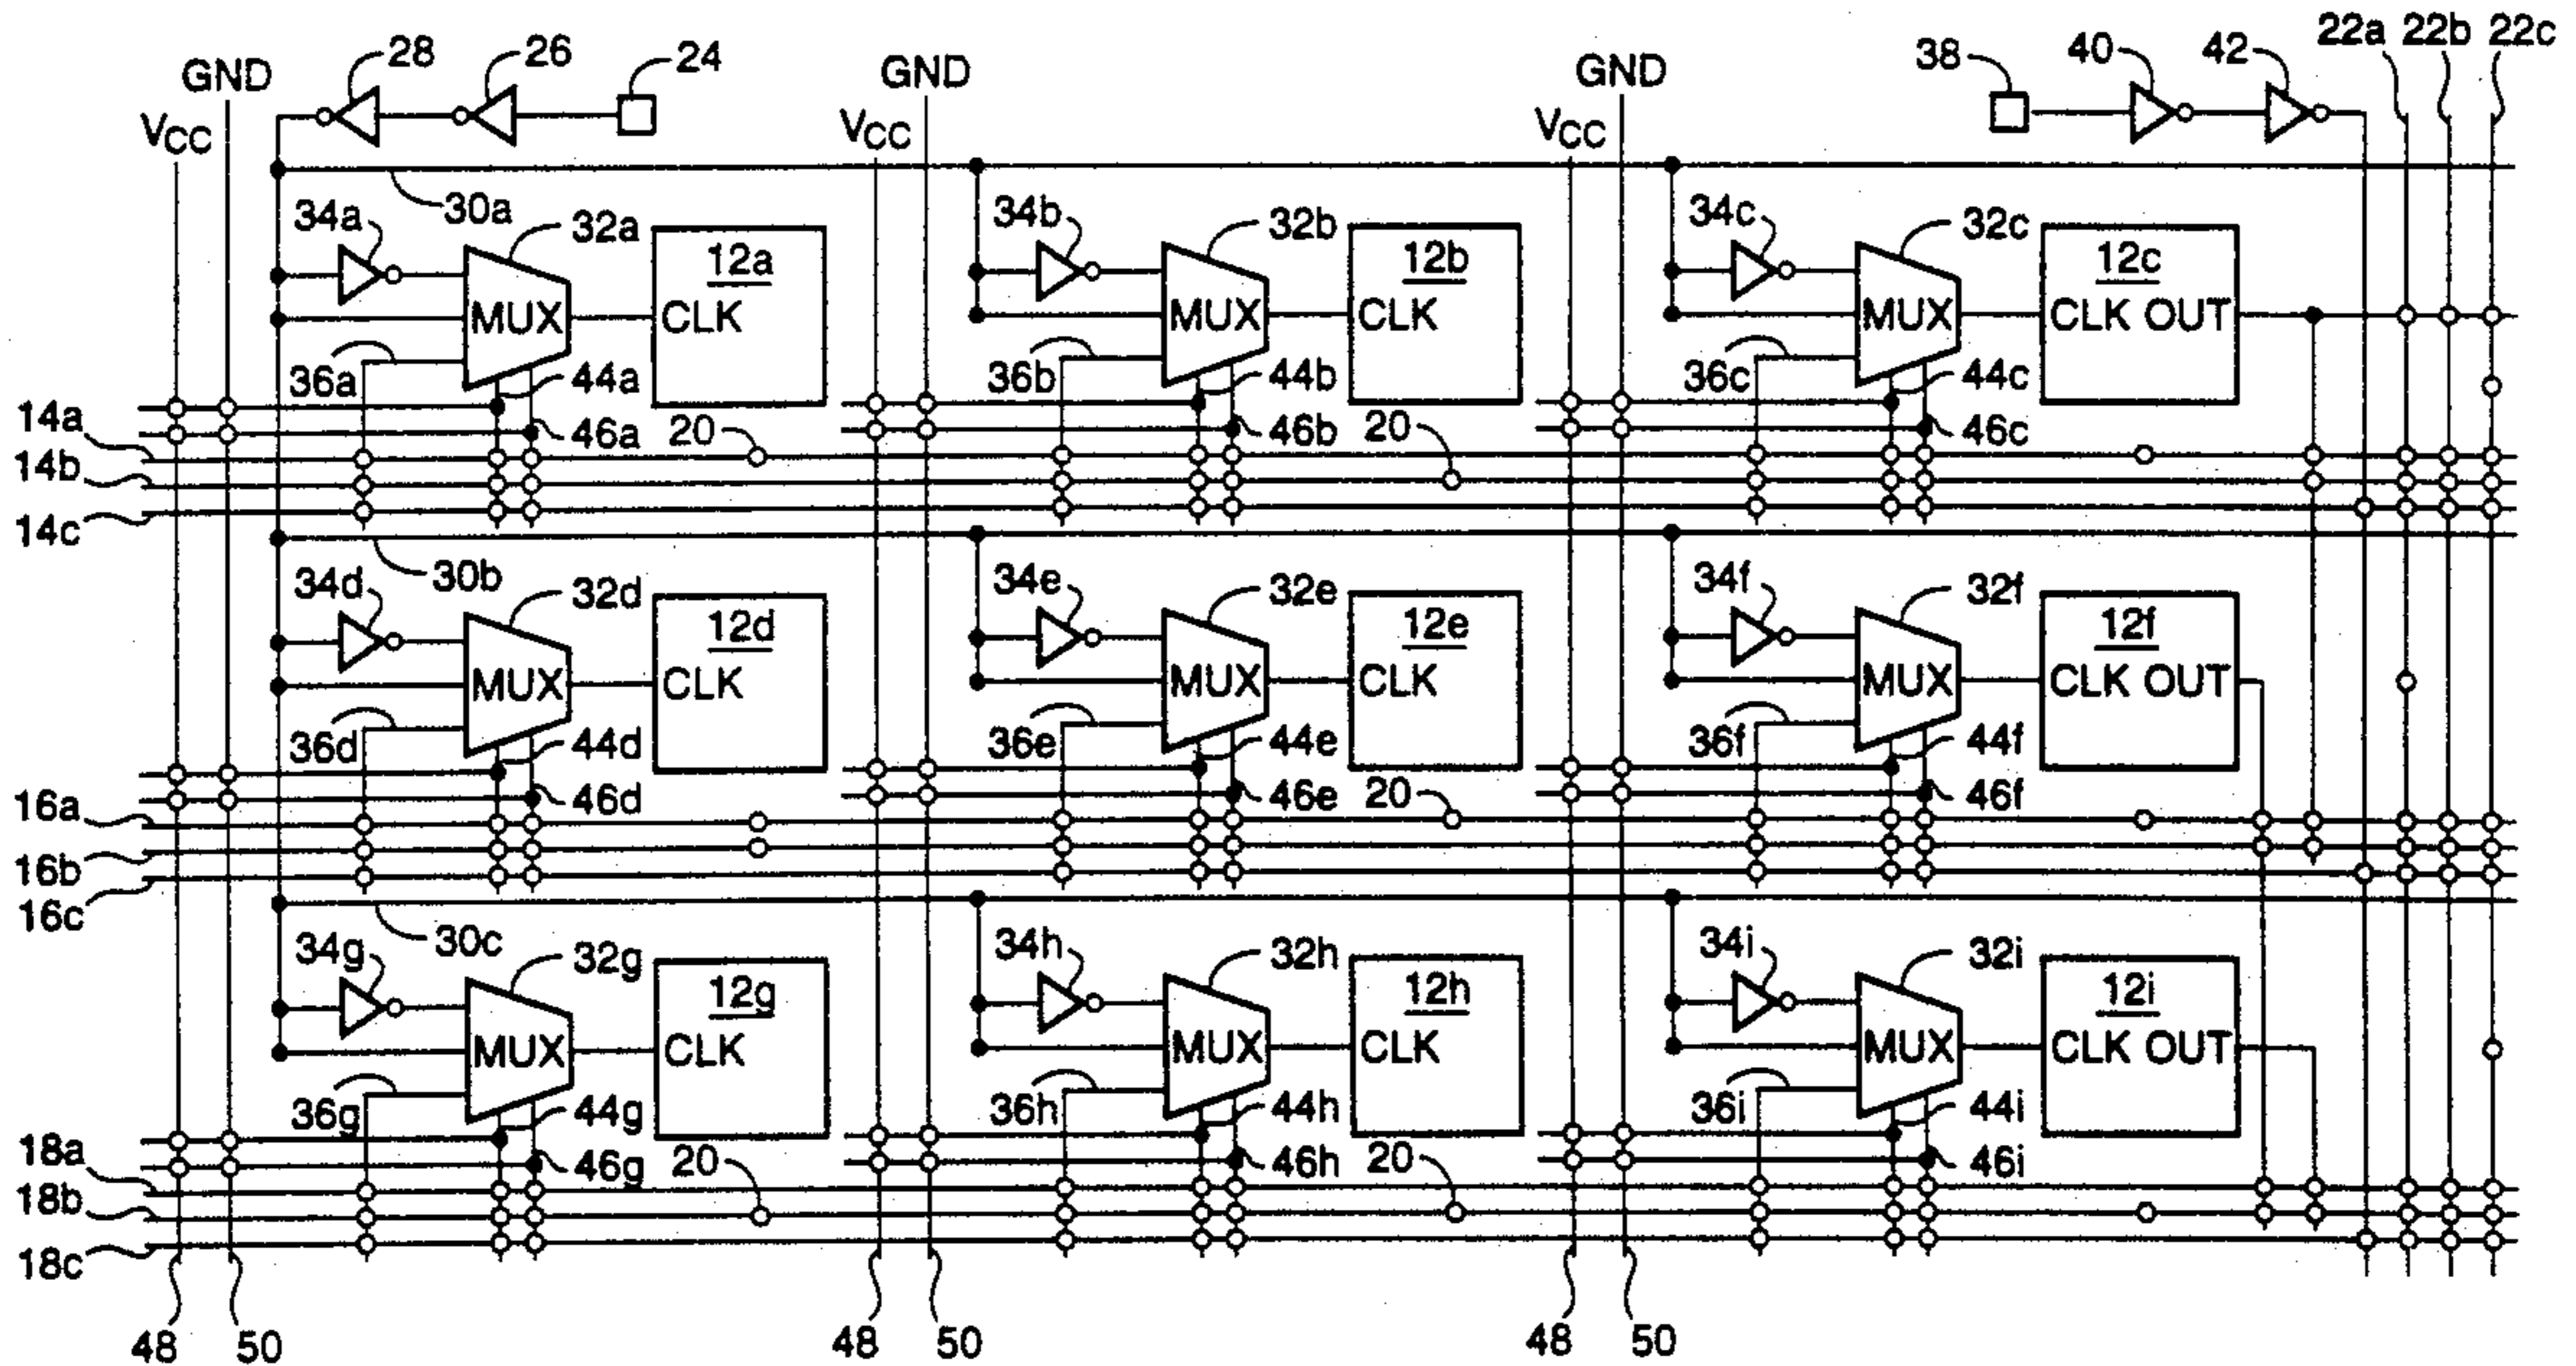 28 26 24 38 40 42 22a 22b 22c
GND GND GND
VCC VCC VCC
30a
34a 32a 12a 34b 32b 12b 34c 32c 12c
MUX CLK MUX CLK MUX CLK OUT
36a 44a 36b 44b 36c 44c
14a 46a 20 46b 20 46c
14b
14c
30b
34d 32d 12d 34e 32e 12e 34f 32f 12f
MUX CLK MUX CLK MUX CLK OUT
36d 44d 36e 44e 36f 44f
16a 46d 46e 20 46f
16b
16c
30c
34g 32g 12g 34h 32h 12h 34i 32i 12i
MUX CLK MUX CLK MUX CLK OUT
36g 44g 36h 44h 36i 44i
18a 46g 20 46h 20 46i
18b
18c
48 50 48 50 48 50